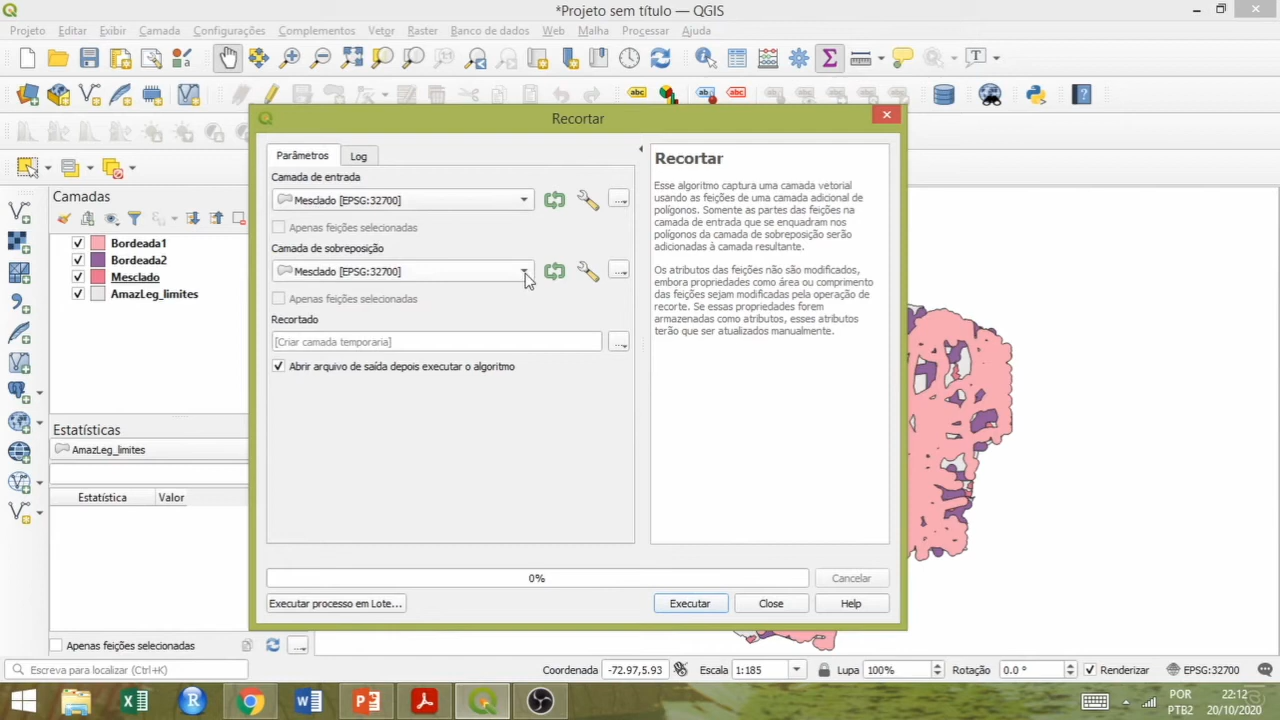 *Projeto sem título — QGIS
Projeto Editar Exibir Camada Configurações Complementos Vetor Raster Banco de dados Web Malha Processar Ajuda
abc abc abc
Recortar
Parâmetros Log
Camada de entrada
Mesclado [EPSG:32700]
Apenas feições selecionadas
Camada de sobreposição
Mesclado [EPSG:32700]
Apenas feições selecionadas
Recortado
[Criar camada temporaria]
Abrir arquivo de saída depois executar o algoritmo
Recortar
Esse algoritmo captura uma camada vetorial
usando as feições de uma camada adicional de
polígonos. Somente as partes das feições na
camada de entrada que se enquadram nos
polígonos da camada de sobreposição serão
adicionadas à camada resultante.
Os atributos das feições não são modificados,
embora propriedades como área ou comprimento
das feições sejam modificadas pela operação de
recorte. Se essas propriedades forem
armazenadas como atributos, esses atributos
terão que ser atualizados manualmente.
0%
Cancelar
Executar processo em Lote...
Executar
Close
Help
Camadas
Bordeada1
Bordeada2
Mesclado
AmazLeg_limites
Estatísticas
AmazLeg_limites
Estatística Valor
Apenas feições selecionadas
Escreva para localizar (Ctrl+K)
Coordenada -72.97,5.93 Escala 1:185 Lupa 100% Rotação 0.0 ° Renderizar EPSG:32700
POR
PTB2
22:12
20/10/2020